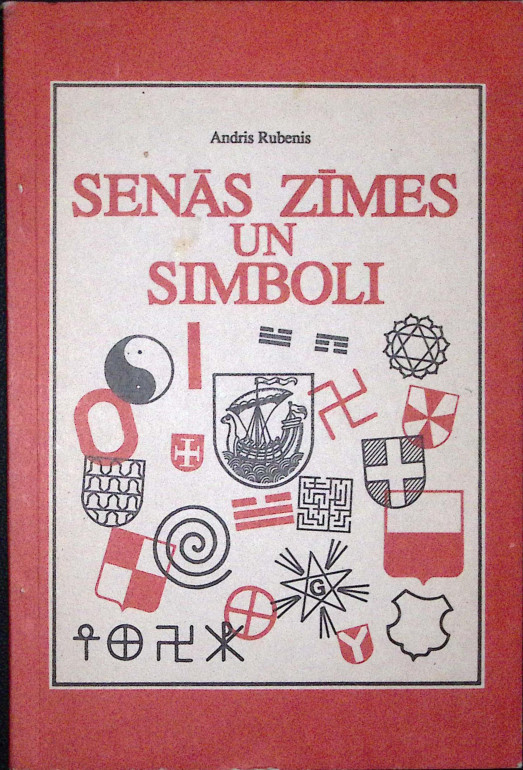 Andris Rubenis
SENĀS ZĪMES
UN
SIMBOLI
G